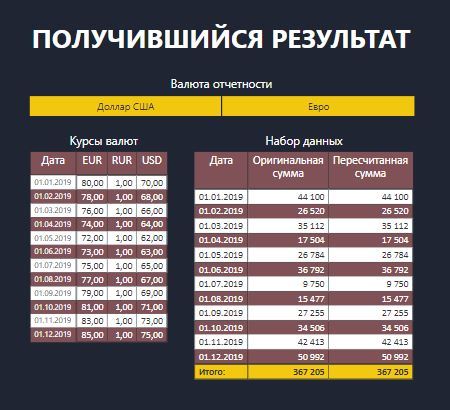 ПОЛУЧИВШИЙСЯ РЕЗУЛЬТАТ
Валюта отчетности
Доллар США Евро
Курсы валют
Дата EUR RUR USD
01.01.2019 80,00 1,00 70,00
01.02.2019 78,00 1,00 68,00
01.03.2019 76,00 1,00 66,00
01.04.2019 74,00 1,00 64,00
01.05.2019 72,00 1,00 62,00
01.06.2019 73,00 1,00 63,00
01.07.2019 75,00 1,00 65,00
01.08.2019 77,00 1,00 67,00
01.09.2019 79,00 1,00 69,00
01.10.2019 81,00 1,00 71,00
01.11.2019 83,00 1,00 73,00
01.12.2019 85,00 1,00 75,00
Набор данных
Дата Оригинальная сумма Пересчитанная сумма
01.01.2019 44 100 44 100
01.02.2019 26 520 26 520
01.03.2019 35 112 35 112
01.04.2019 17 504 17 504
01.05.2019 26 784 26 784
01.06.2019 36 792 36 792
01.07.2019 9 750 9 750
01.08.2019 15 477 15 477
01.09.2019 27 255 27 255
01.10.2019 34 506 34 506
01.11.2019 42 413 42 413
01.12.2019 50 992 50 992
Итого: 367 205 367 205